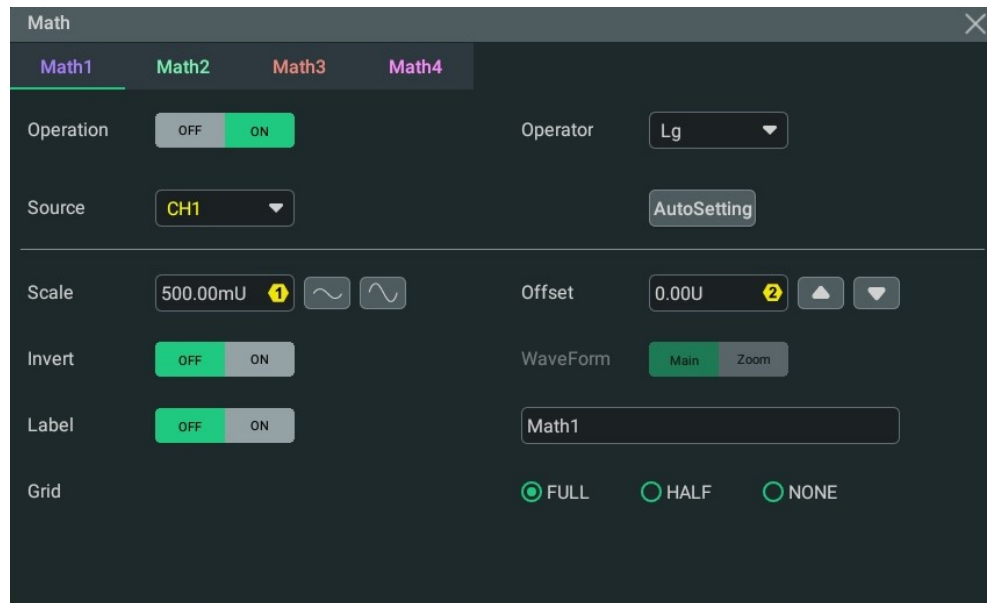 Math
Math1 Math2 Math3 Math4
Operation OFF ON Operator Lg
Source CH1 AutoSetting
Scale 500.00mU 1 Offset 0.00U 2
Invert OFF ON WaveForm Main Zoom
Label OFF ON Math1
Grid FULL HALF NONE